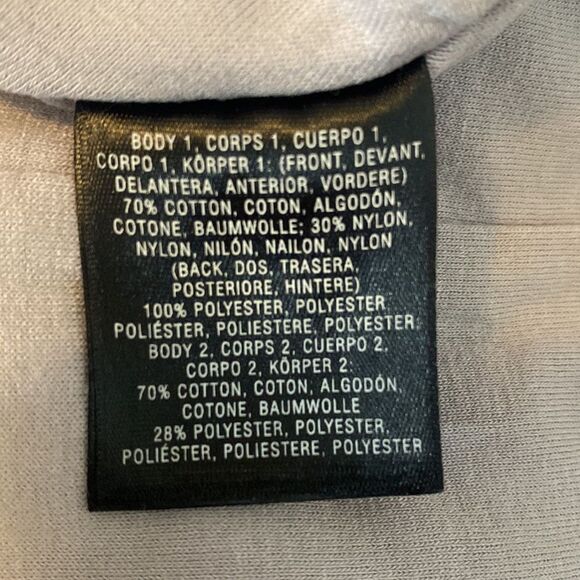 BODY 1, CORPS 1, CUERPO 1,
CORPO 1, KÖRPER 1: (FRONT, DEVANT,
DELANTERA, ANTERIOR, VORDERE)
70% COTTON, COTON, ALGODÓN,
COTONE, BAUMWOLLE; 30% NYLON,
NYLON, NILÓN, NAILON, NYLON
(BACK, DOS, TRASERA,
POSTERIORE, HINTERE)
100% POLYESTER, POLYESTER,
POLIÉSTER, POLIESTERE, POLYESTER;
BODY 2, CORPS 2, CUERPO 2,
CORPO 2, KÖRPER 2:
70% COTTON, COTON, ALGODÓN,
COTONE, BAUMWOLLE
28% POLYESTER, POLYESTER,
POLIÉSTER, POLIESTERE, POLYESTER